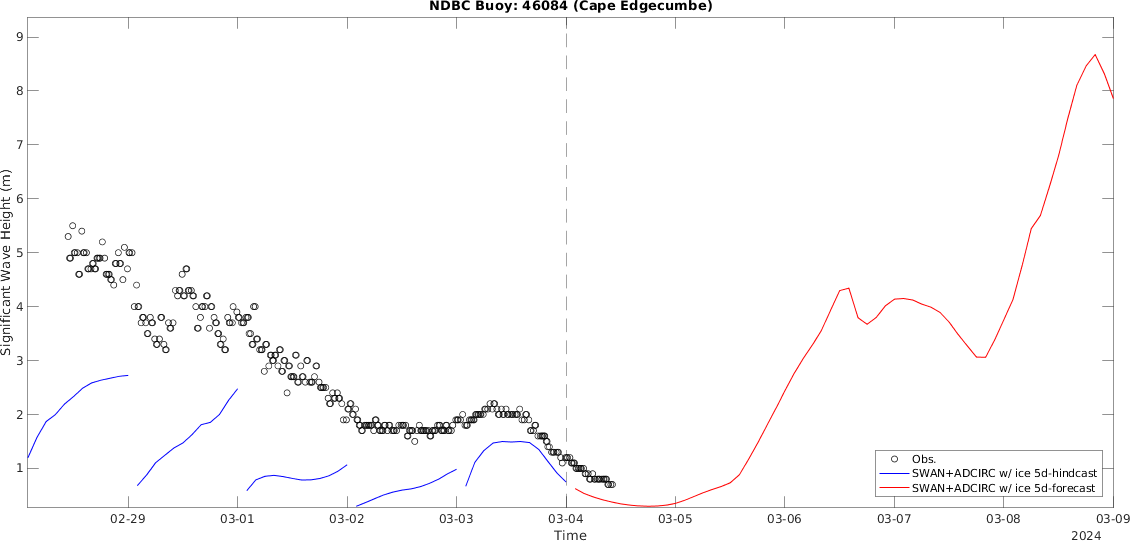 NDBC Buoy: 46084 (Cape Edgecumbe)
Significant Wave Height (m)
9
8
7
6
5
4
3
2
1
Obs.
SWAN+ADCIRC w/ ice 5d-hindcast
SWAN+ADCIRC w/ ice 5d-forecast
02-29 03-01 03-02 03-03 03-04 03-05 03-06 03-07 03-08 03-09
Time
2024